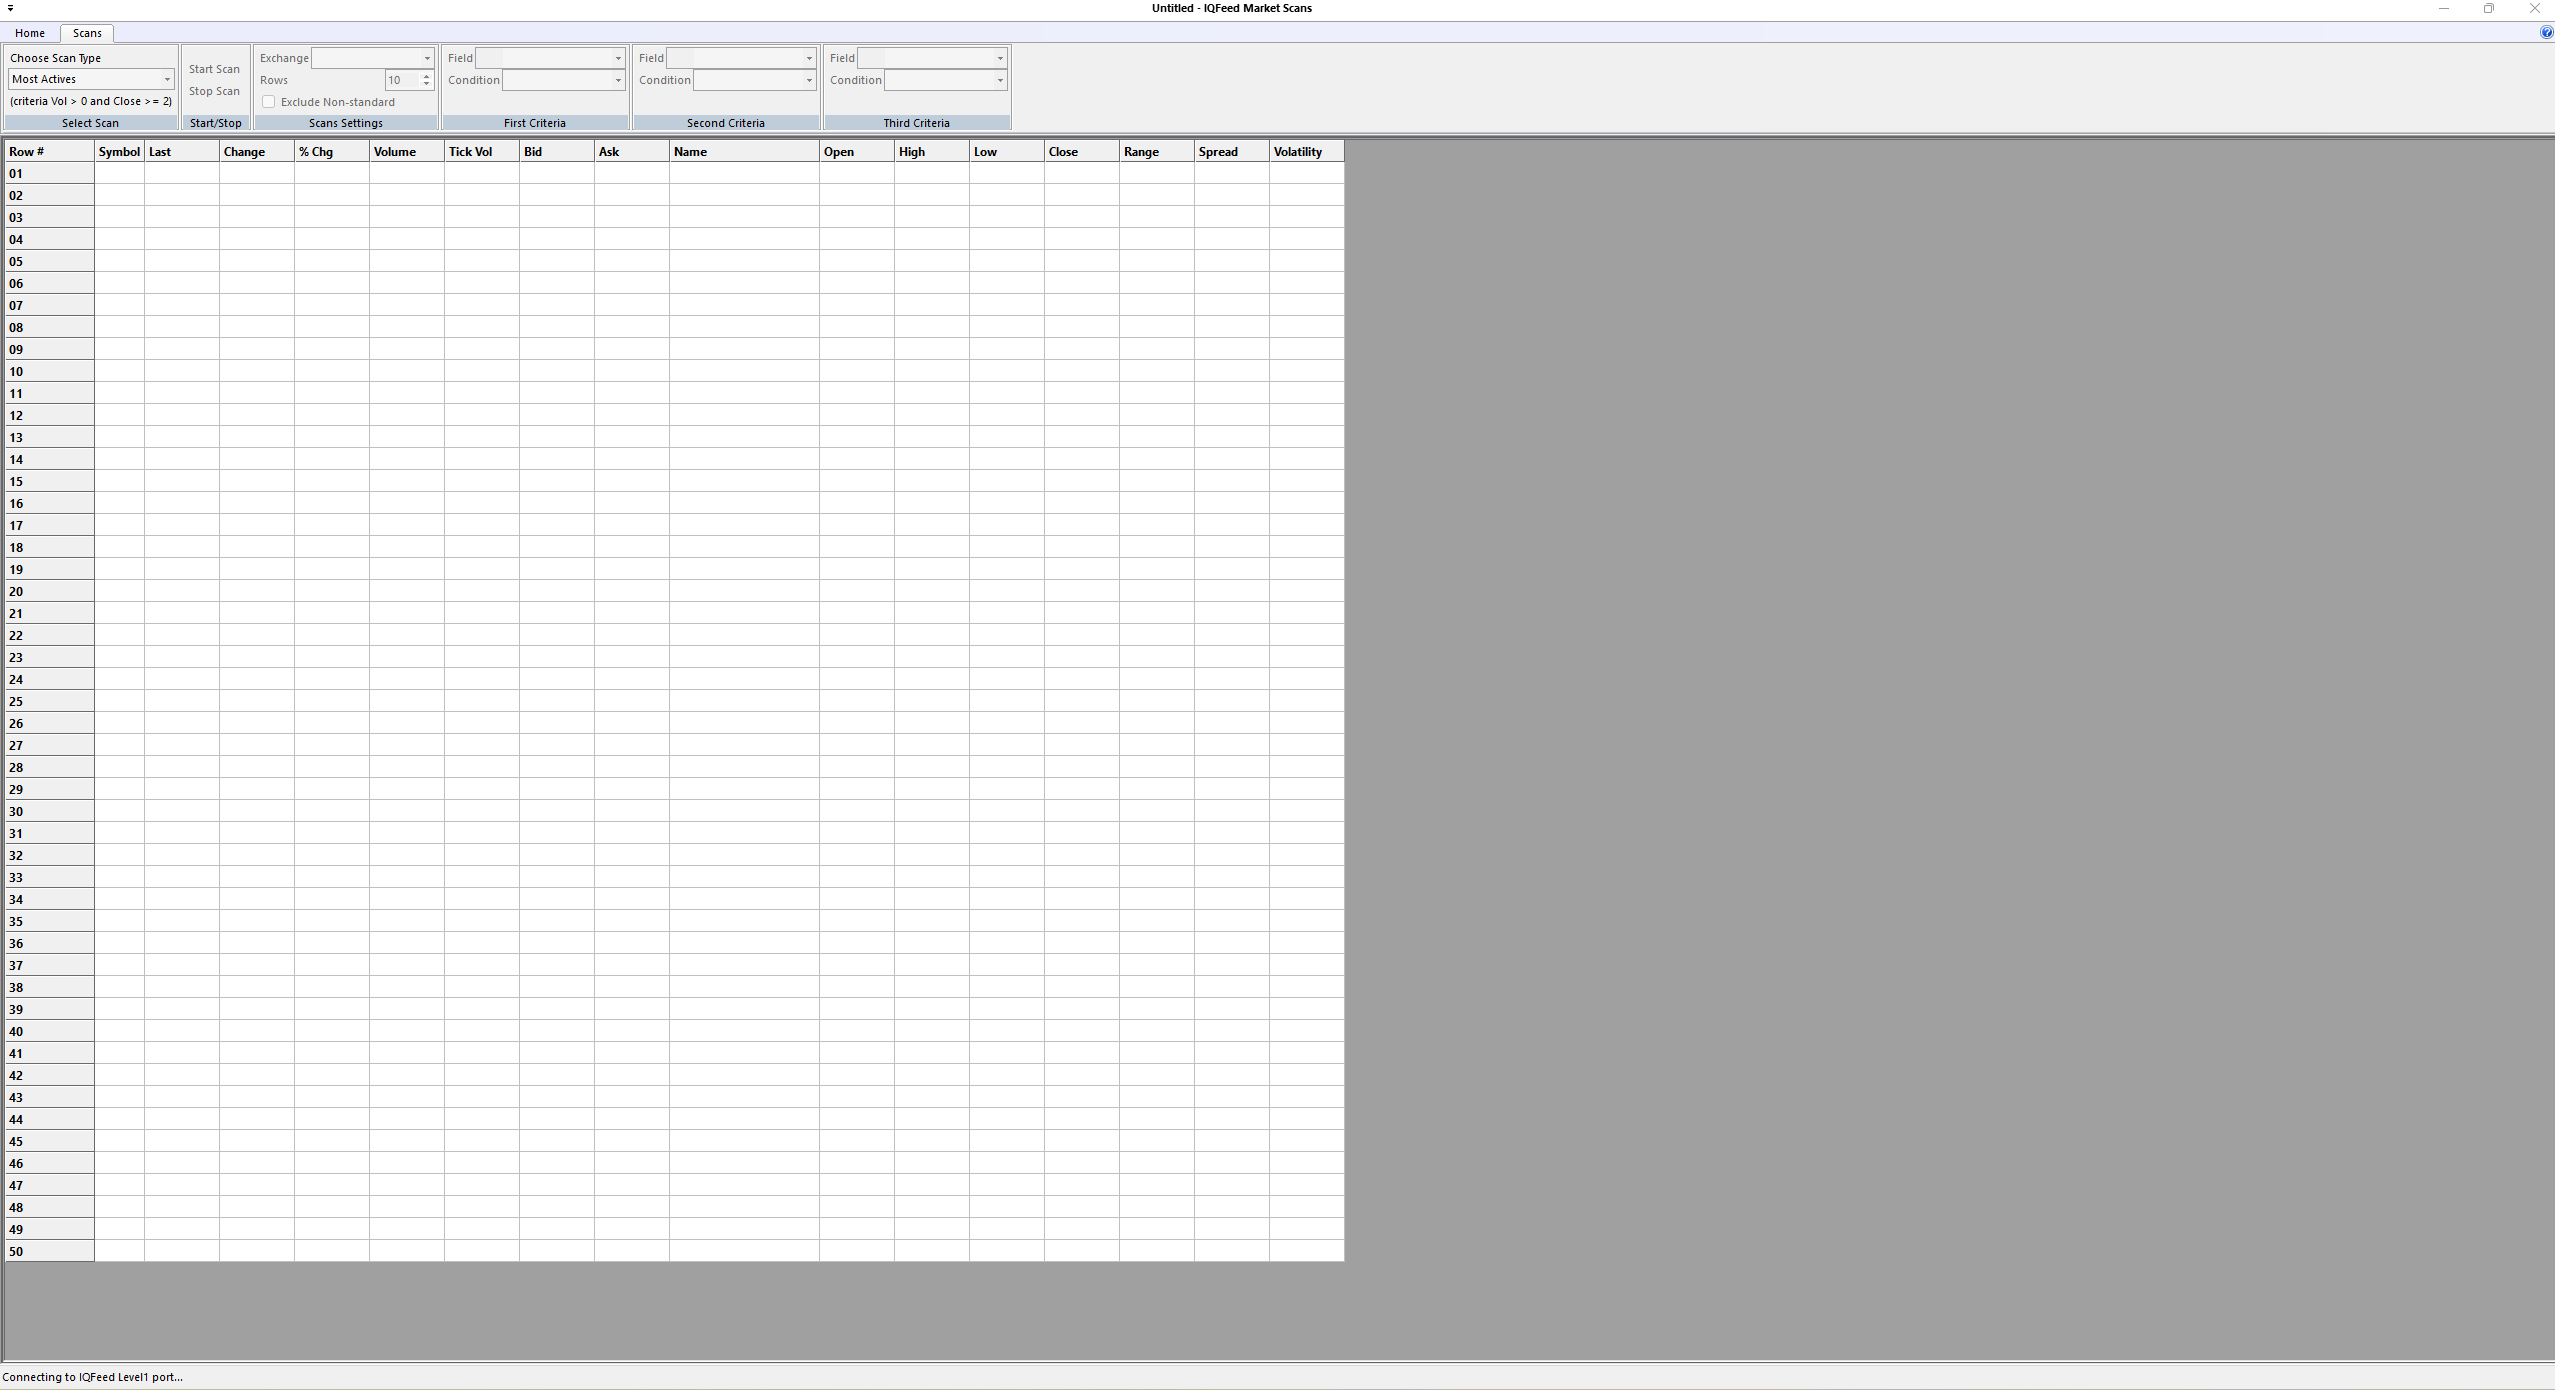 Untitled - IQFeed Market Scans
Home Scans
Choose Scan Type
Most Actives
(criteria Vol > 0 and Close >= 2)
Select Scan
Start Scan
Stop Scan
Start/Stop
Exchange
Rows 10
Exclude Non-standard
Scans Settings
Field
Condition
First Criteria
Field
Condition
Second Criteria
Field
Condition
Third Criteria
Row # Symbol Last Change % Chg Volume Tick Vol Bid Ask Name Open High Low Close Range Spread Volatility
01
02
03
04
05
06
07
08
09
10
11
12
13
14
15
16
17
18
19
20
21
22
23
24
25
26
27
28
29
30
31
32
33
34
35
36
37
38
39
40
41
42
43
44
45
46
47
48
49
50
Connecting to IQFeed Level1 port...